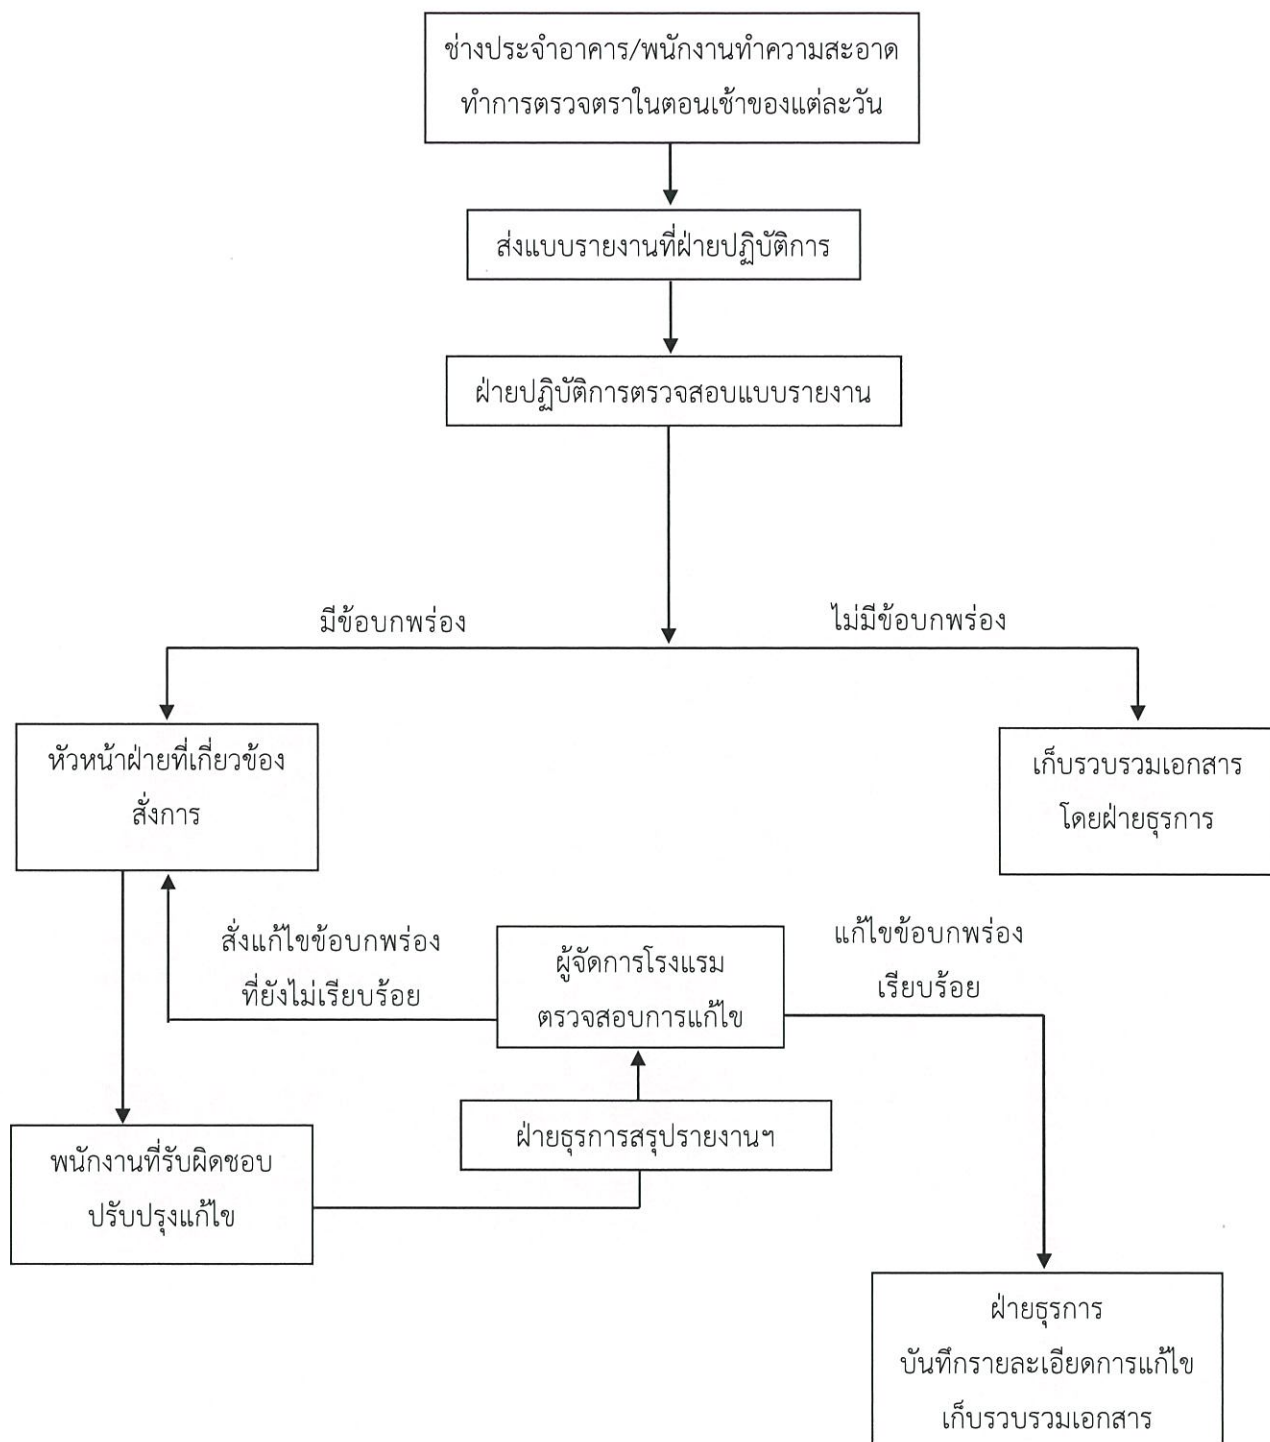 ช่างประจำอาคาร/พนักงานทำความสะอาด
ทำการตรวจตราในตอนเช้าของแต่ละวัน
ส่งแบบรายงานที่ฝ่ายปฏิบัติการ
ฝ่ายปฏิบัติการตรวจสอบแบบรายงาน
มีข้อบกพร่อง
ไม่มีข้อบกพร่อง
หัวหน้าฝ่ายที่เกี่ยวข้อง
สั่งการ
เก็บรวบรวมเอกสาร
โดยฝ่ายธุรการ
สั่งแก้ไขข้อบกพร่อง
ที่ยังไม่เรียบร้อย
ผู้จัดการโรงแรม
ตรวจสอบการแก้ไข
แก้ไขข้อบกพร่อง
เรียบร้อย
ฝ่ายธุรการสรุปรายงานฯ
พนักงานที่รับผิดชอบ
ปรับปรุงแก้ไข
ฝ่ายธุรการ
บันทึกรายละเอียดการแก้ไข
เก็บรวบรวมเอกสาร